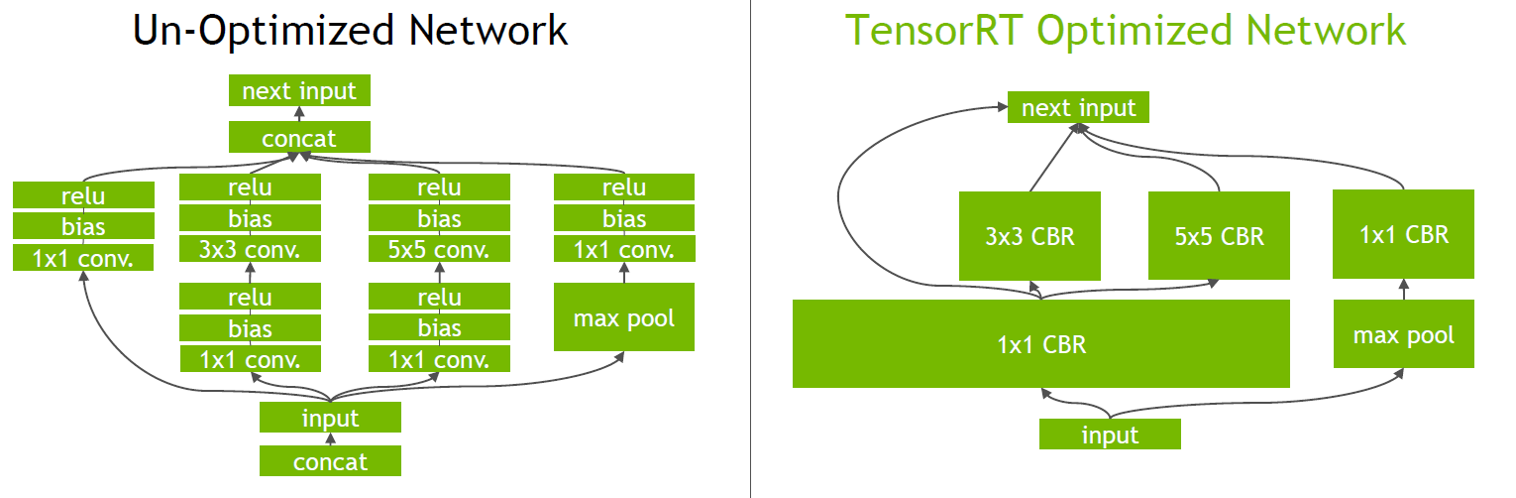 Un-Optimized Network
next input
concat
relu
bias
1x1 conv.
relu
bias
3x3 conv.
relu
bias
1x1 conv.
relu
bias
5x5 conv.
relu
bias
1x1 conv.
relu
bias
1x1 conv.
max pool
input
concat
TensorRT Optimized Network
next input
3x3 CBR
5x5 CBR
1x1 CBR
1x1 CBR
max pool
input